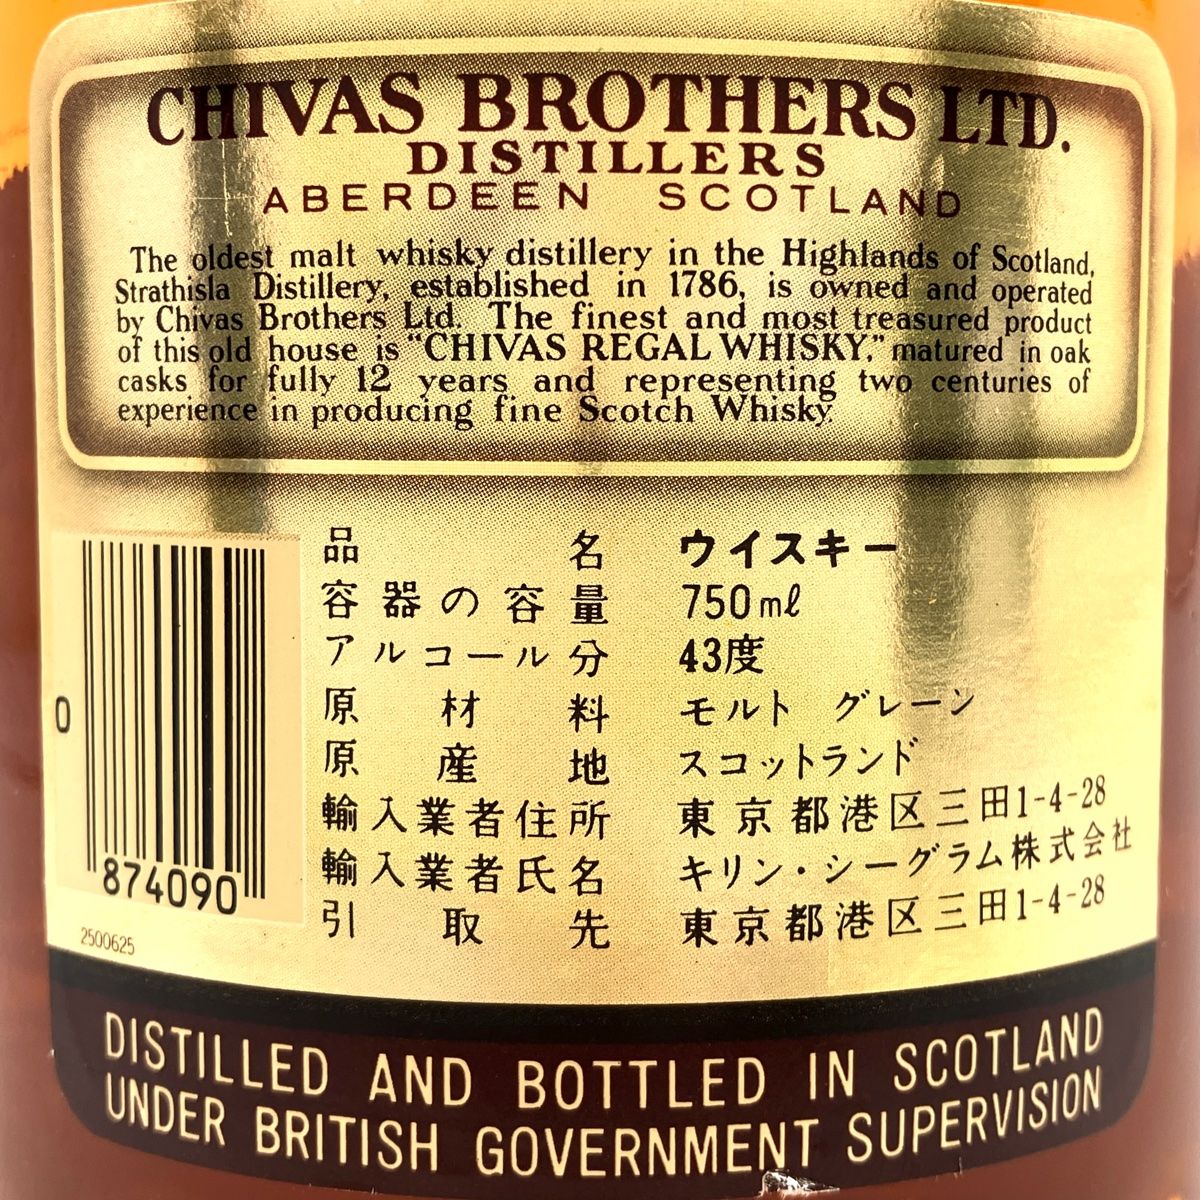 CHIVAS BROTHERS LTD.
DISTILLERS
ABERDEEN SCOTLAND
The oldest malt whisky distillery in the Highlands of Scotland,
Strathisla Distillery, established in 1786, is owned and operated
by Chivas Brothers Ltd. The finest and most treasured product
of this old house is "CHIVAS REGAL WHISKY," matured in oak
casks for fully 12 years and representing two centuries of
experience in producing fine Scotch Whisky.
品名 ウイスキー
容器の容量 750ml
アルコール分 43度
原材料 モルト グレーン
原産地 スコットランド
輸入業者住所 東京都港区三田1-4-28
輸入業者氏名 キリン・シーグラム株式会社
引取先 東京都港区三田1-4-28
0 874090
2500625
DISTILLED AND BOTTLED IN SCOTLAND
UNDER BRITISH GOVERNMENT SUPERVISION